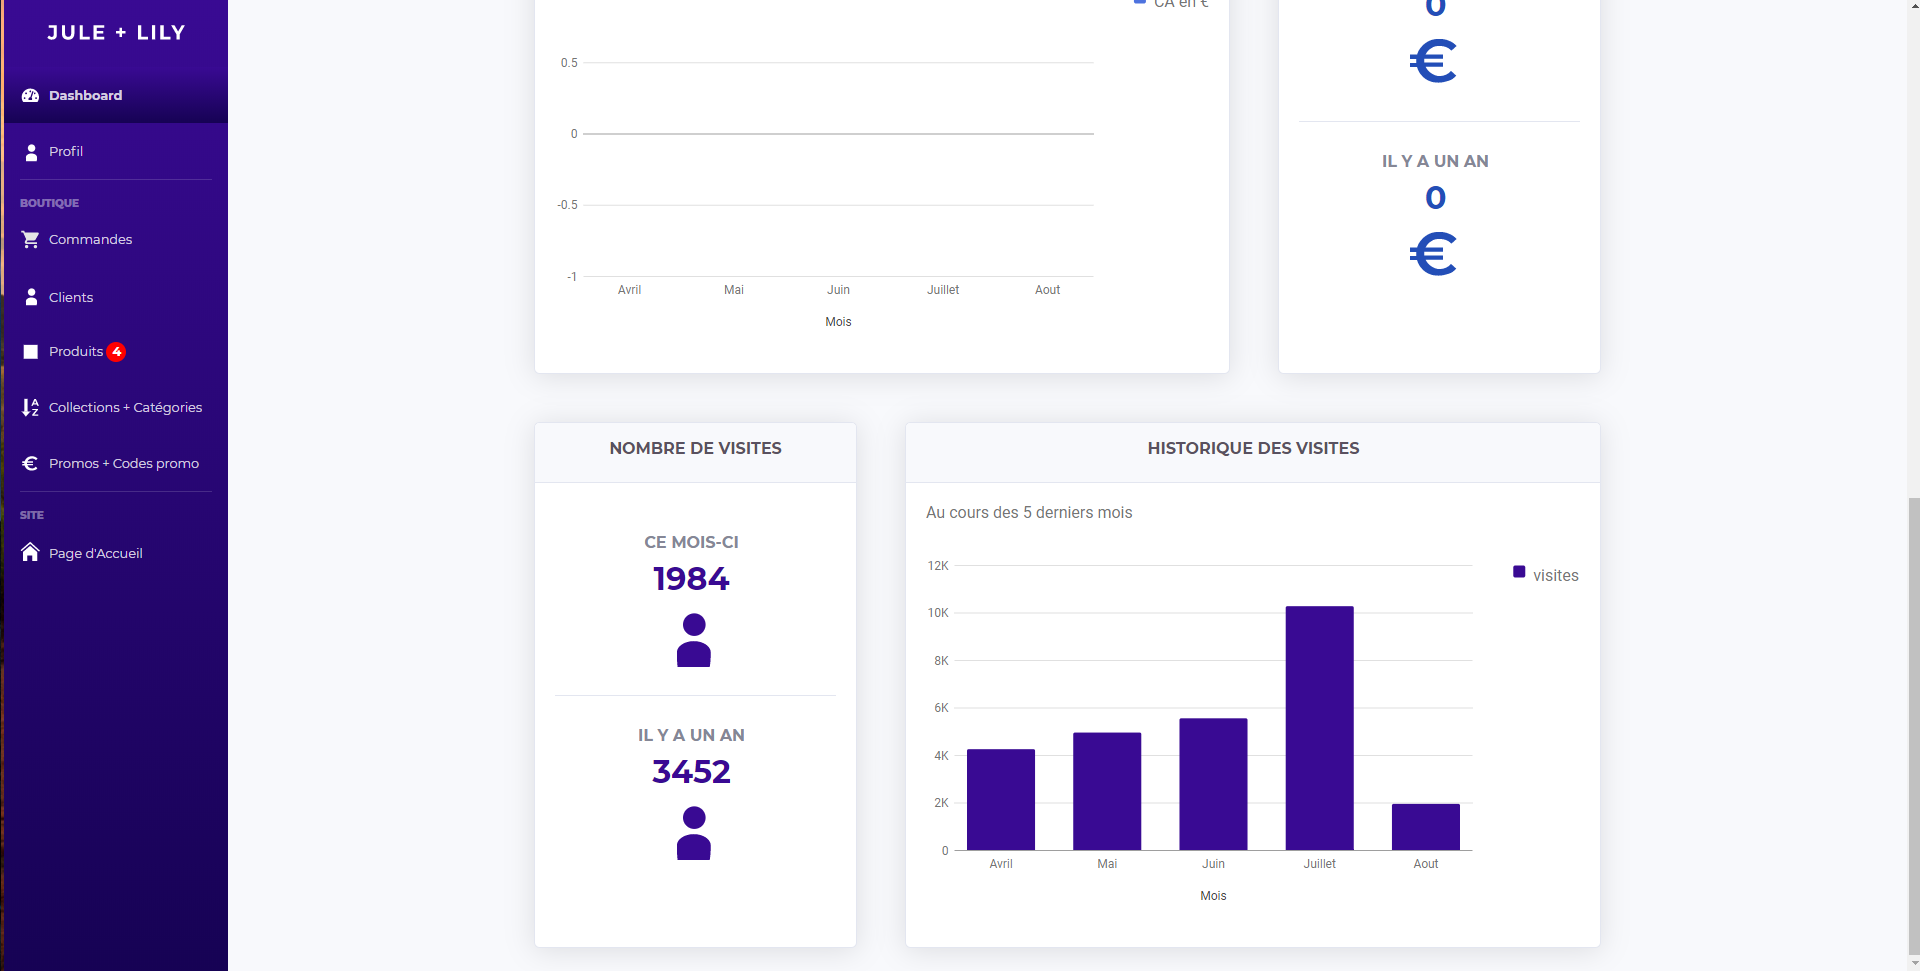 JULE + LILY
Dashboard
Profil
BOUTIQUE
Commandes
Clients
Produits 4
Collections + Catégories
Promos + Codes promo
SITE
Page d'Accueil
CA en €
0.5
0
-0.5
-1
Avril Mai Juin Juillet Aout
Mois
0
€
IL Y A UN AN
0
€
NOMBRE DE VISITES
CE MOIS-CI
1984
IL Y A UN AN
3452
HISTORIQUE DES VISITES
Au cours des 5 derniers mois
12K
10K
8K
6K
4K
2K
0
Avril Mai Juin Juillet Aout
Mois
visites